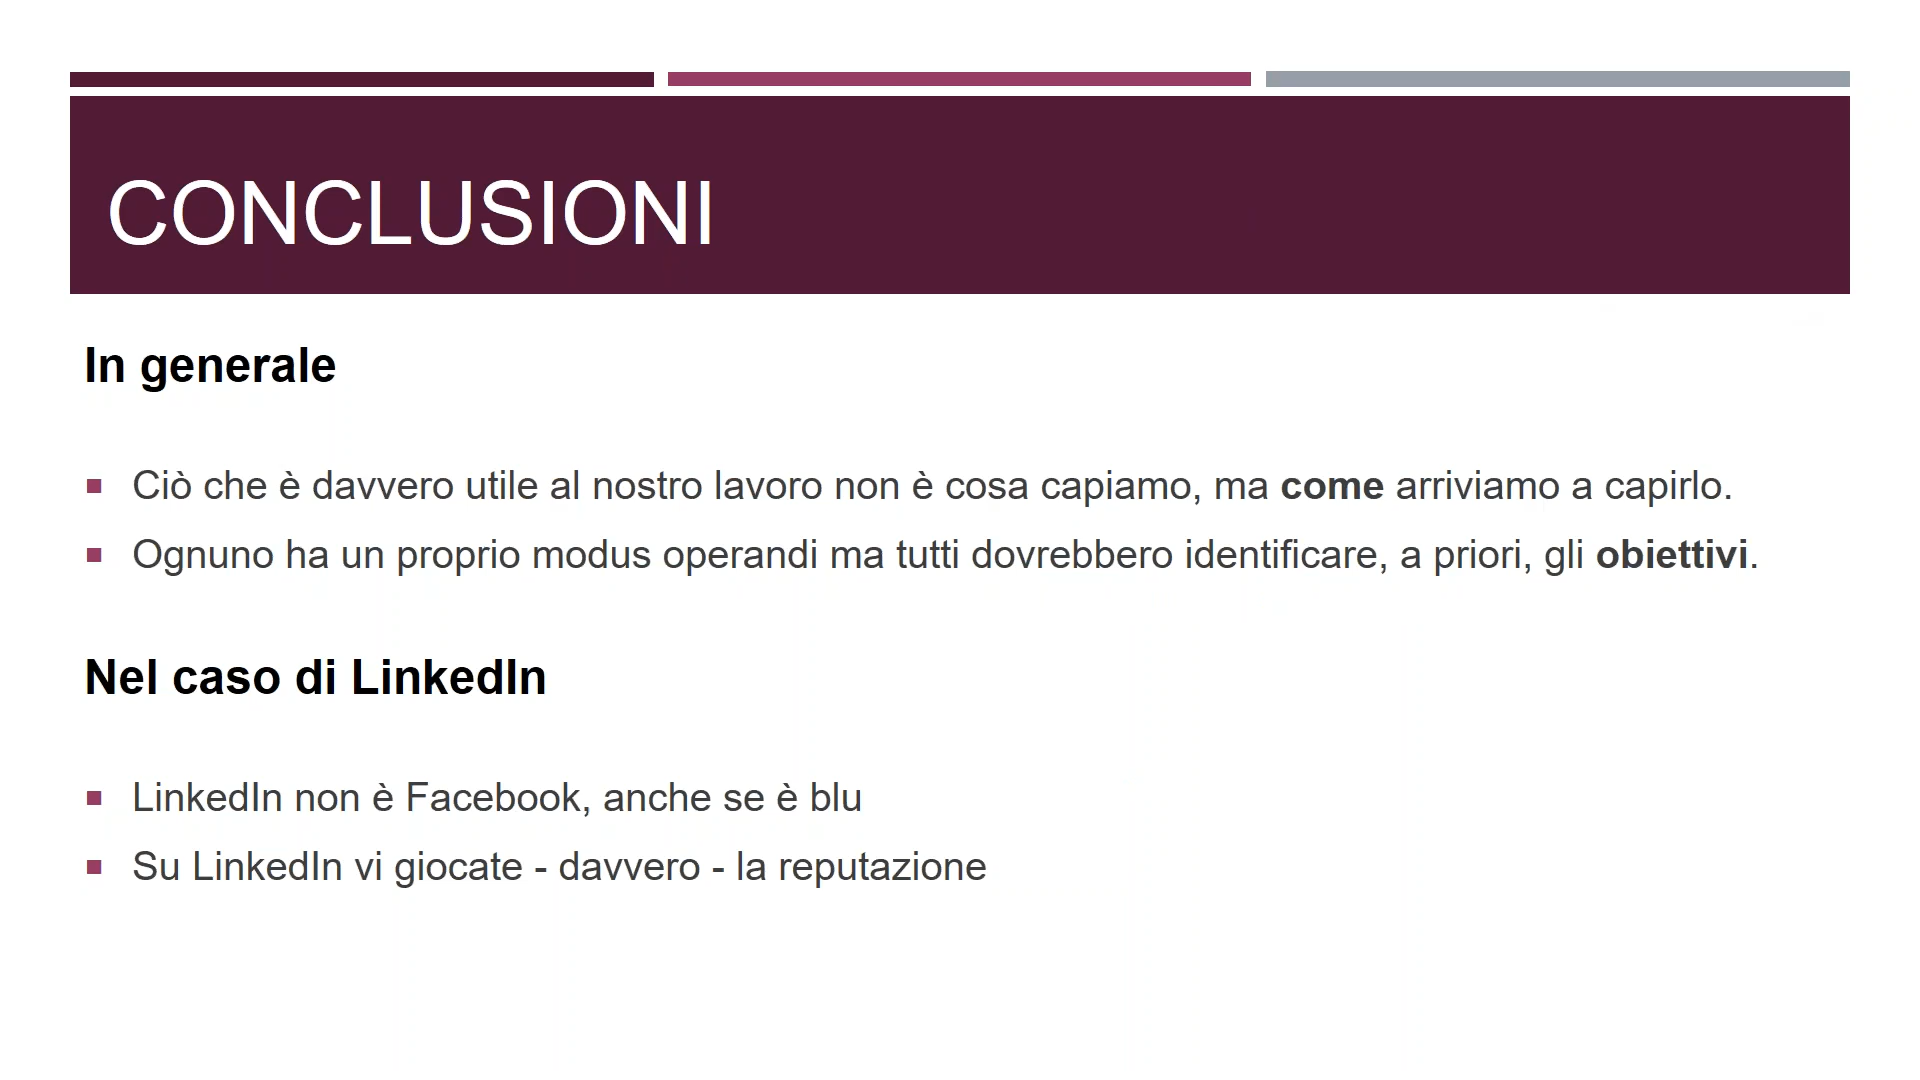 CONCLUSIONI
In generale
Ciò che è davvero utile al nostro lavoro non è cosa capiamo, ma come arriviamo a capirlo.
Ognuno ha un proprio modus operandi ma tutti dovrebbero identificare, a priori, gli obiettivi.
Nel caso di LinkedIn
LinkedIn non è Facebook, anche se è blu
Su LinkedIn vi giocate - davvero - la reputazione